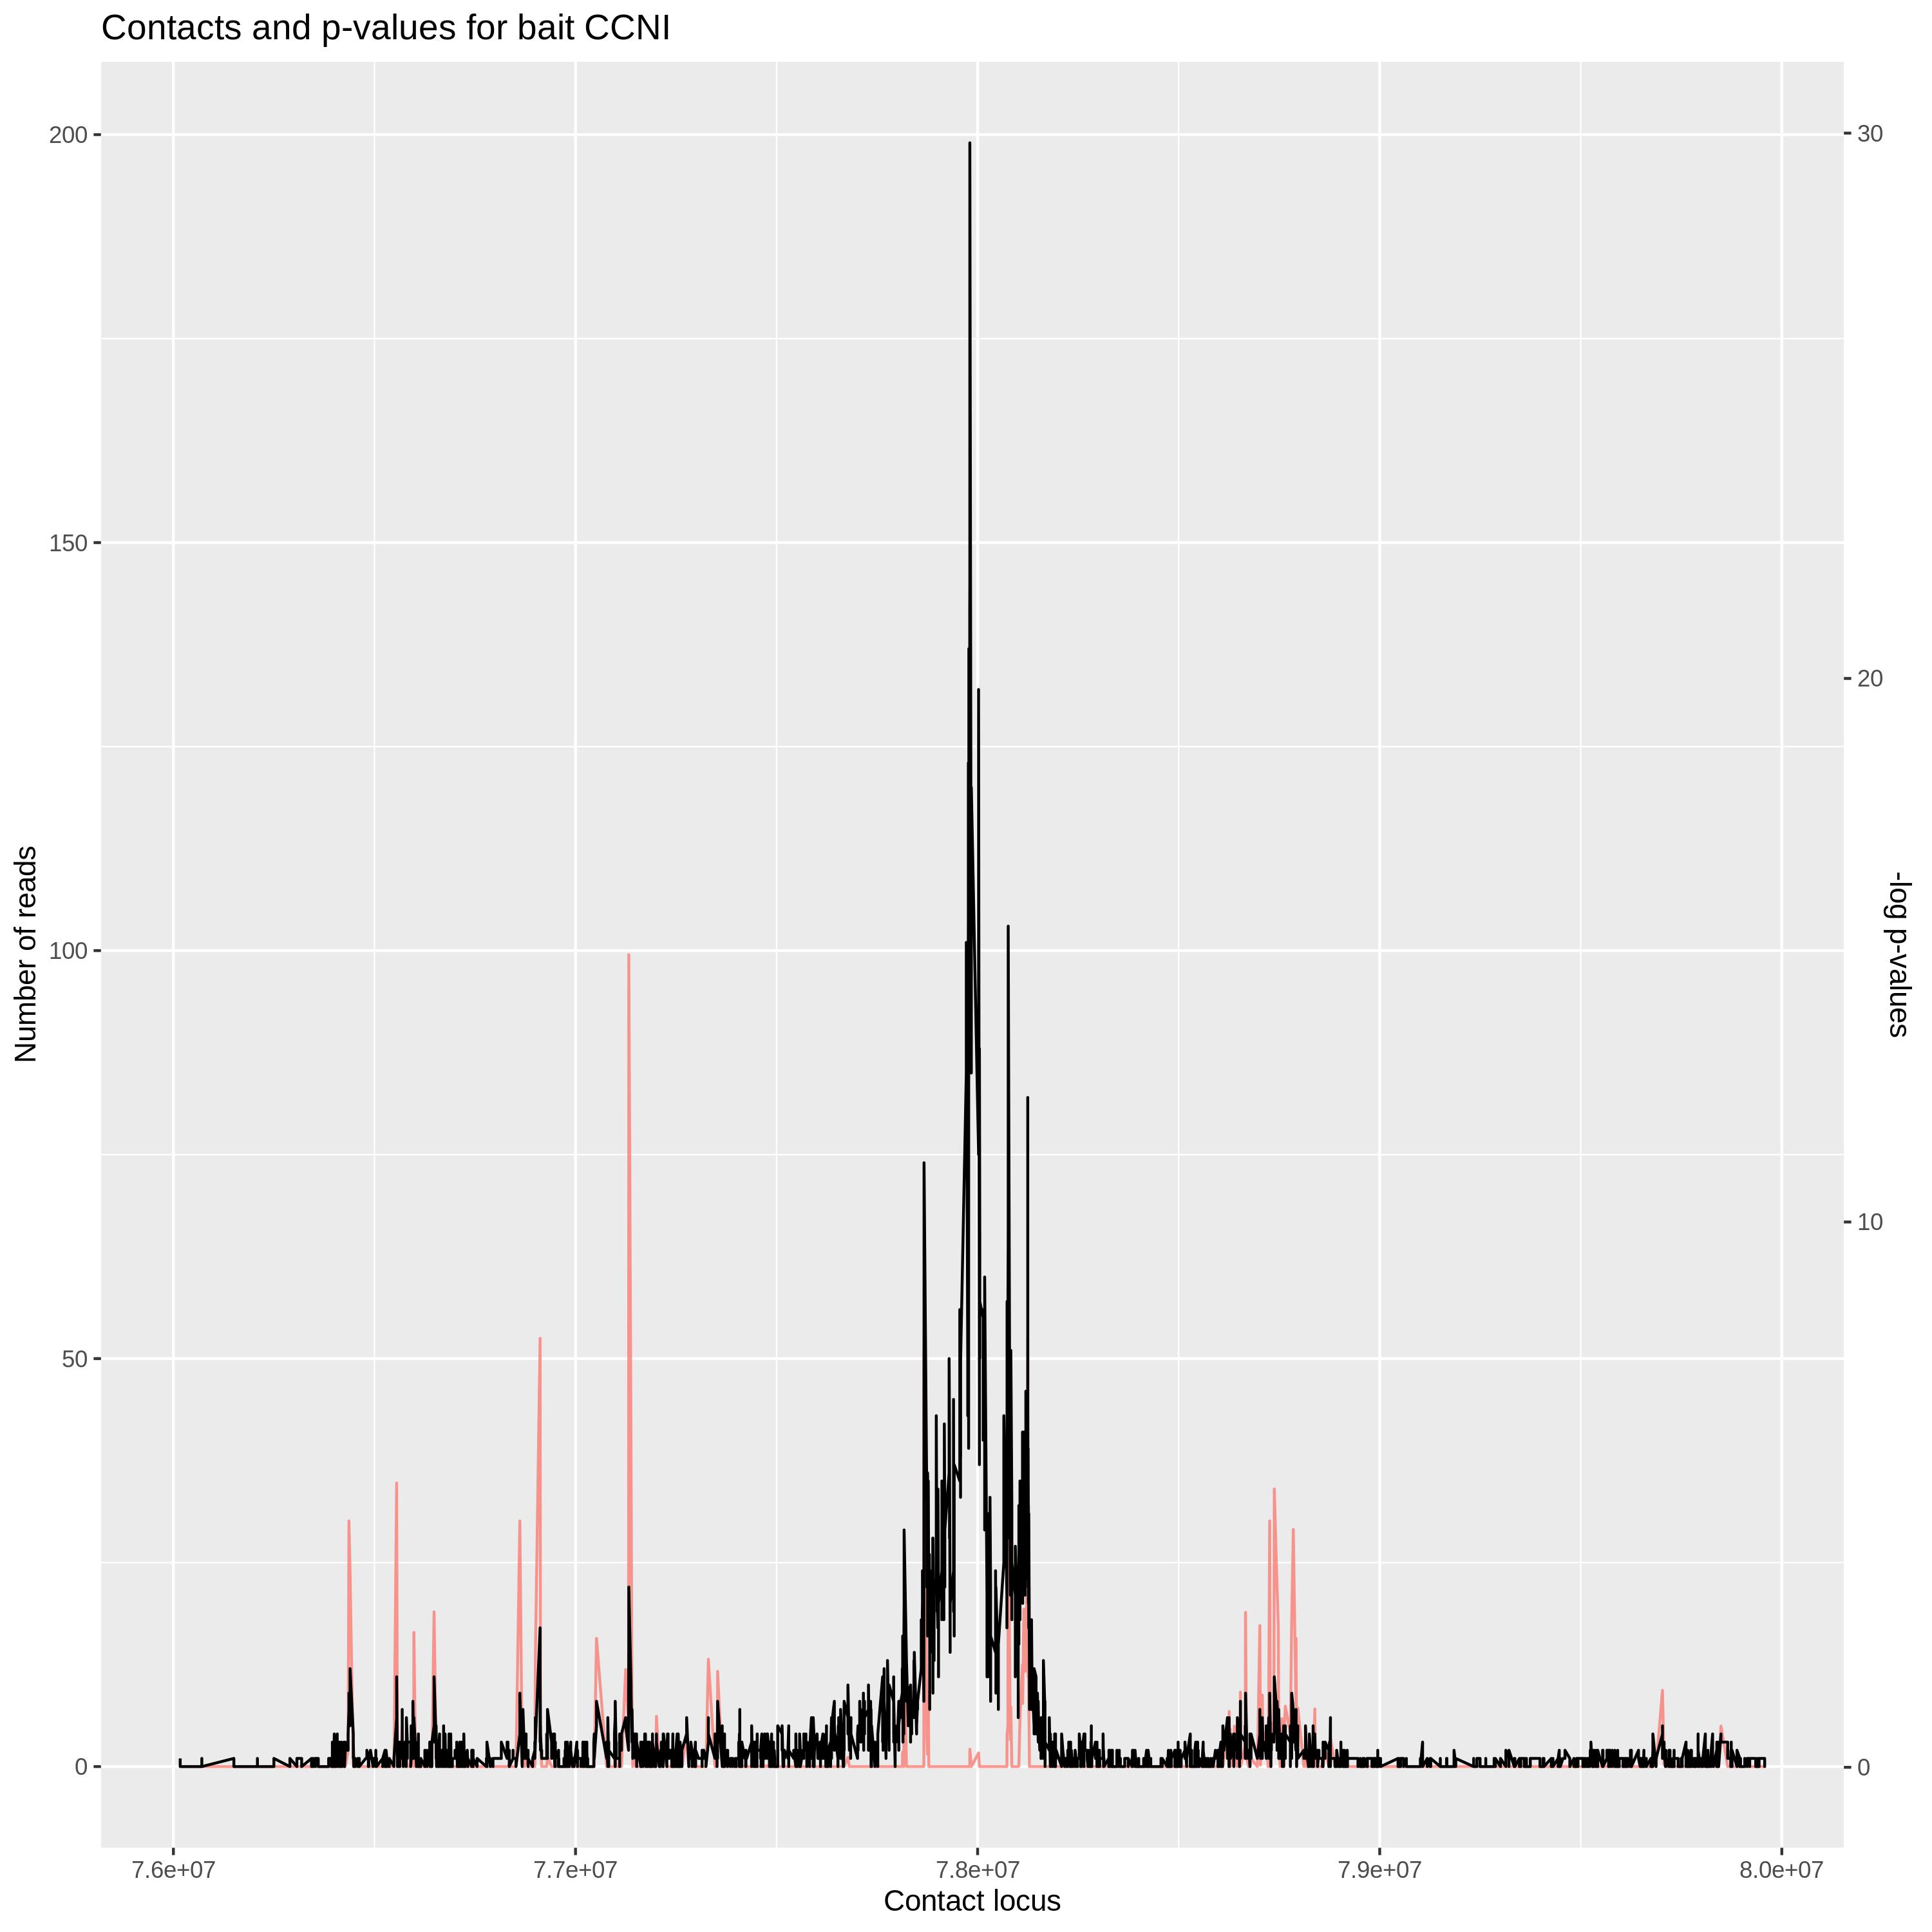 Contacts and p-values for bait CCNI
200
150
100
50
0
Number of reads
30
20
10
0
-log p-values
7.6e+07
7.7e+07
7.8e+07
7.9e+07
8.0e+07
Contact locus